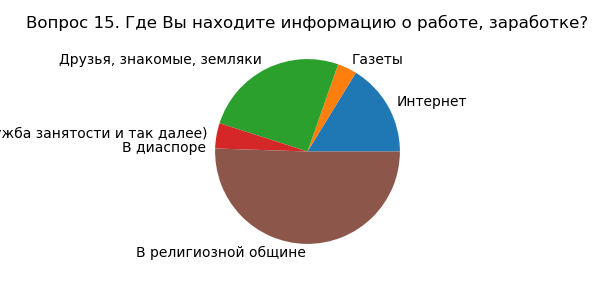 Вопрос 15. Где Вы находите информацию о работе, заработке?
Друзья, знакомые, земляки
Газеты
Интернет
занятости и так далее)
В диаспоре
В религиозной общине